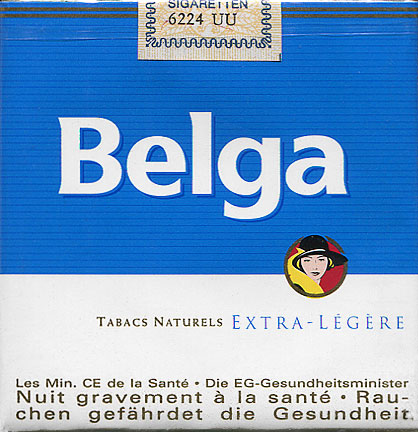 SIGARETTEN
6224 UU
Belga
TABACS NATURELS EXTRA-LÉGÈRE
Les Min. CE de la Santé • Die EG-Gesundheitsminister
Nuit gravement à la santé • Rau-
chen gefährdet die Gesundheit